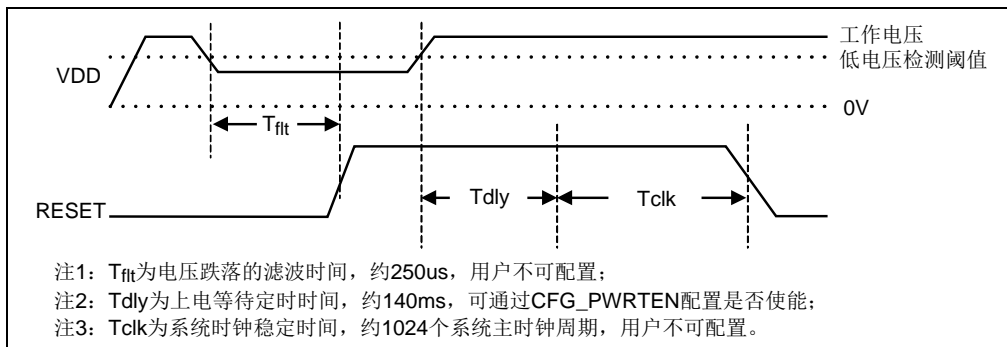 工作电压
低电压检测阈值
VDD
0V
Tflt
Tdly
Tclk
RESET
注1：Tflt为电压跌落的滤波时间，约250us，用户不可配置；
注2：Tdly为上电等待定时时间，约140ms，可通过CFG_PWRTEN配置是否使能；
注3：Tclk为系统时钟稳定时间，约1024个系统主时钟周期，用户不可配置。